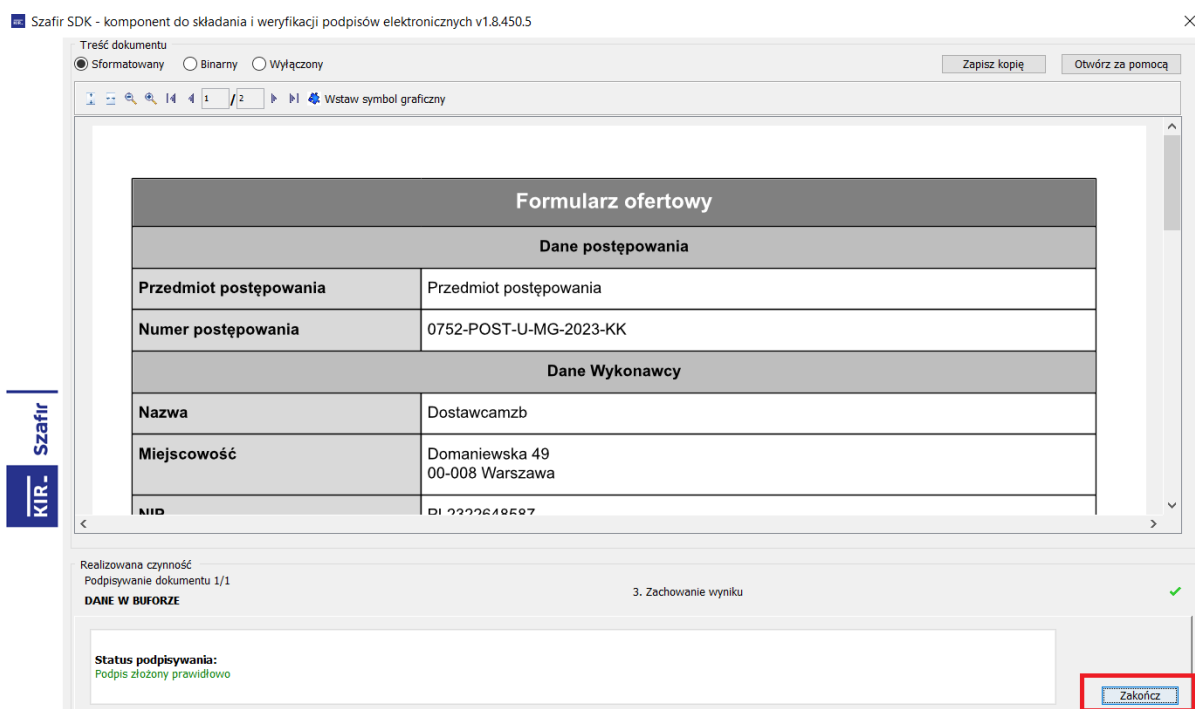 Szafir SDK - komponent do składania i weryfikacji podpisów elektronicznych v1.8.450.5
Treść dokumentu
Sformatowany Binarny Wyłączony Zapisz kopię Otwórz za pomocą
1 / 2 Wstaw symbol graficzny
Formularz ofertowy
Dane postępowania
Przedmiot postępowania Przedmiot postępowania
Numer postępowania 0752-POST-U-MG-2023-KK
Dane Wykonawcy
Nazwa Dostawcamzb
Miejscowość Domaniewska 49
00-008 Warszawa
NIP PL2322648587
KIR Szafir
Realizowana czynność
Podpisywanie dokumentu 1/1
DANE W BUFORZE
3. Zachowanie wyniku
Status podpisywania:
Podpis złożony prawidłowo
Zakończ